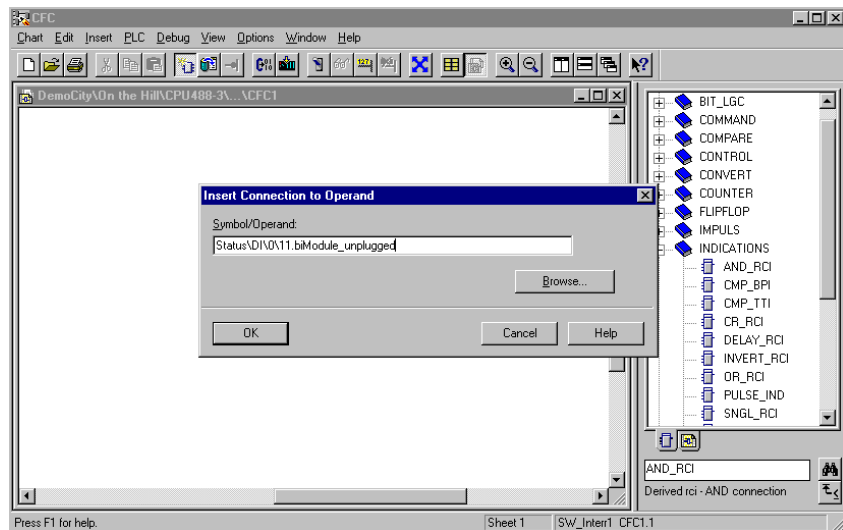 CFC
Chart Edit Insert PLC Debug View Options Window Help
DemoCity\On the Hill\CPU488-3\...\CFC1
BIT_LGC
COMMAND
COMPARE
CONTROL
CONVERT
COUNTER
FLIPFLOP
IMPULS
INDICATIONS
AND_RCI
CMP_BPI
CMP_TTI
CR_RCI
DELAY_RCI
INVERT_RCI
OR_RCI
PULSE_IND
SNGL_RCI
Insert Connection to Operand
Symbol/Operand:
Status\DI\0\11.biModule_unplugged
Browse...
OK Cancel Help
AND_RCI
Derived rci - AND connection
Press F1 for help. Sheet 1 SW_Interr1 CFC1.1